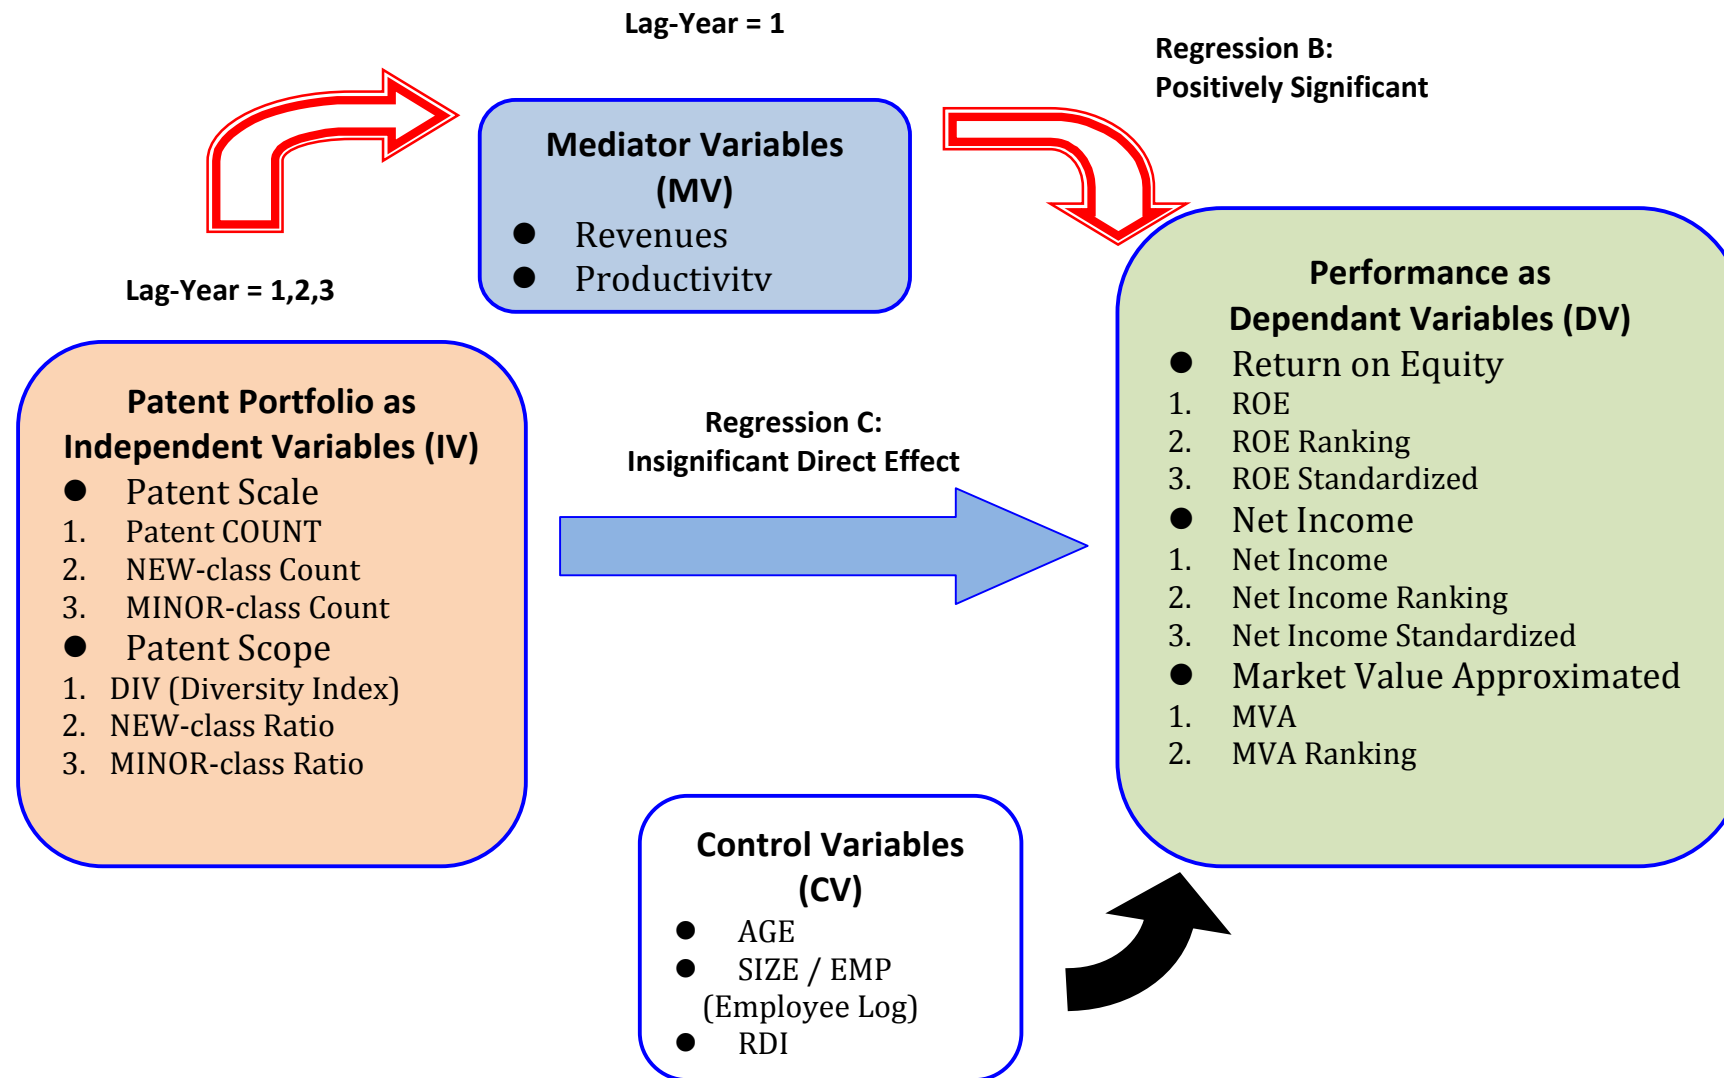 Lag-Year = 1
Regression B:
Positively Significant
Mediator Variables
(MV)
● Revenues
● Productivity
Lag-Year = 1,2,3
Patent Portfolio as
Independent Variables (IV)
● Patent Scale
1. Patent COUNT
2. NEW-class Count
3. MINOR-class Count
● Patent Scope
1. DIV (Diversity Index)
2. NEW-class Ratio
3. MINOR-class Ratio
Regression C:
Insignificant Direct Effect
Performance as
Dependant Variables (DV)
● Return on Equity
1. ROE
2. ROE Ranking
3. ROE Standardized
● Net Income
1. Net Income
2. Net Income Ranking
3. Net Income Standardized
● Market Value Approximated
1. MVA
2. MVA Ranking
Control Variables
(CV)
● AGE
● SIZE / EMP
(Employee Log)
● RDI